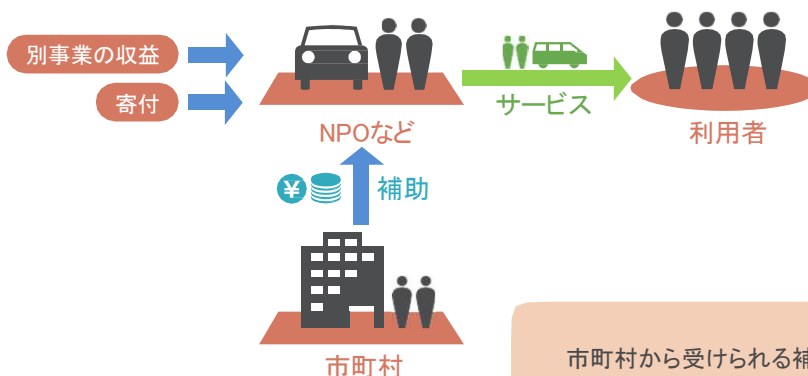 別事業の収益
寄付
NPOなど
サービス
利用者
¥
補助
市町村
市町村から受けられる補